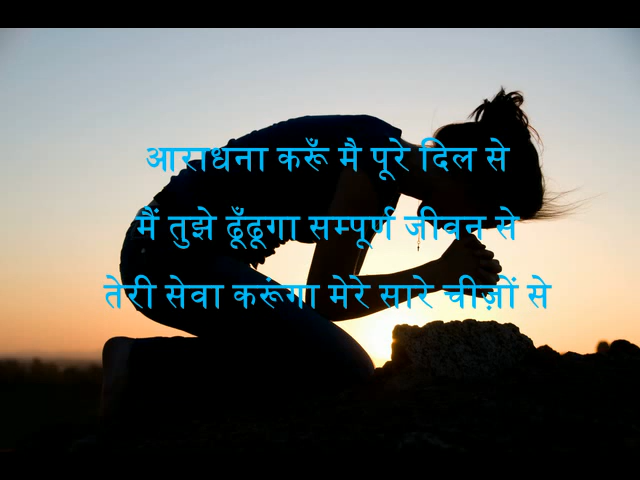 आराधना करूँ मै पूरे दिल से
मैं तुझे ढूँढूगा सम्पूर्ण जीवन से
तेरी सेवा करूंगा मेरे सारे चीज़ों से